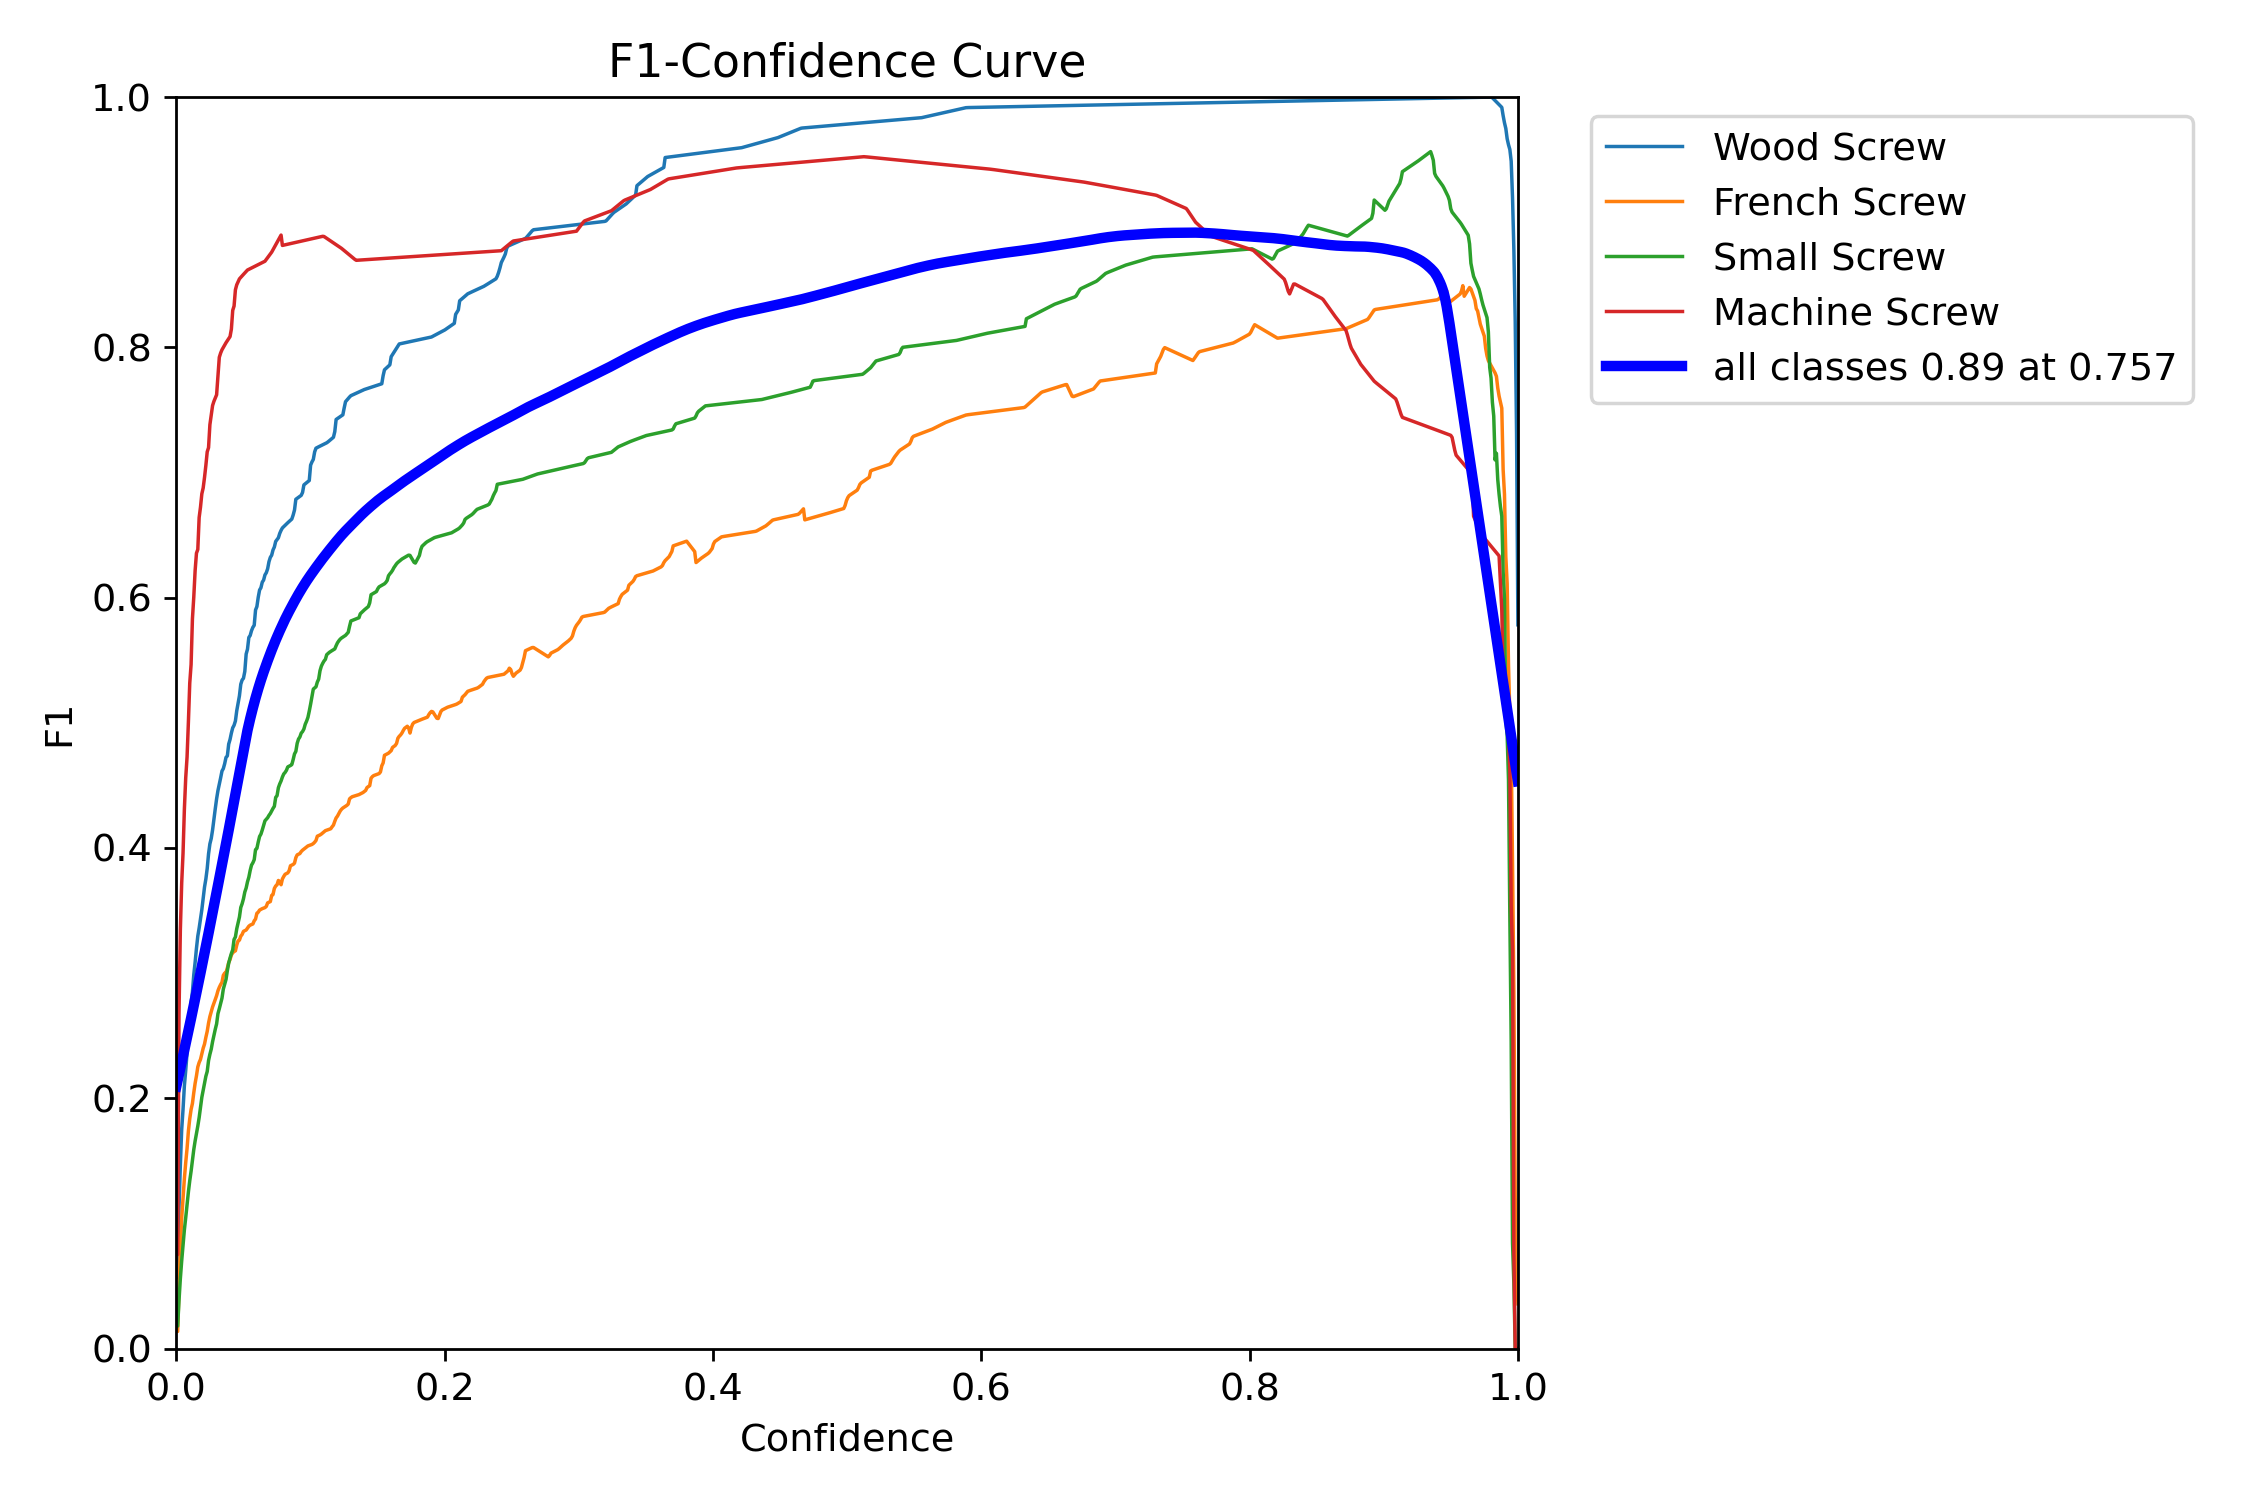 F1-Confidence Curve
1.0
0.8
0.6
0.4
0.2
0.0
F1
0.0 0.2 0.4 0.6 0.8 1.0
Confidence
Wood Screw
French Screw
Small Screw
Machine Screw
all classes 0.89 at 0.757